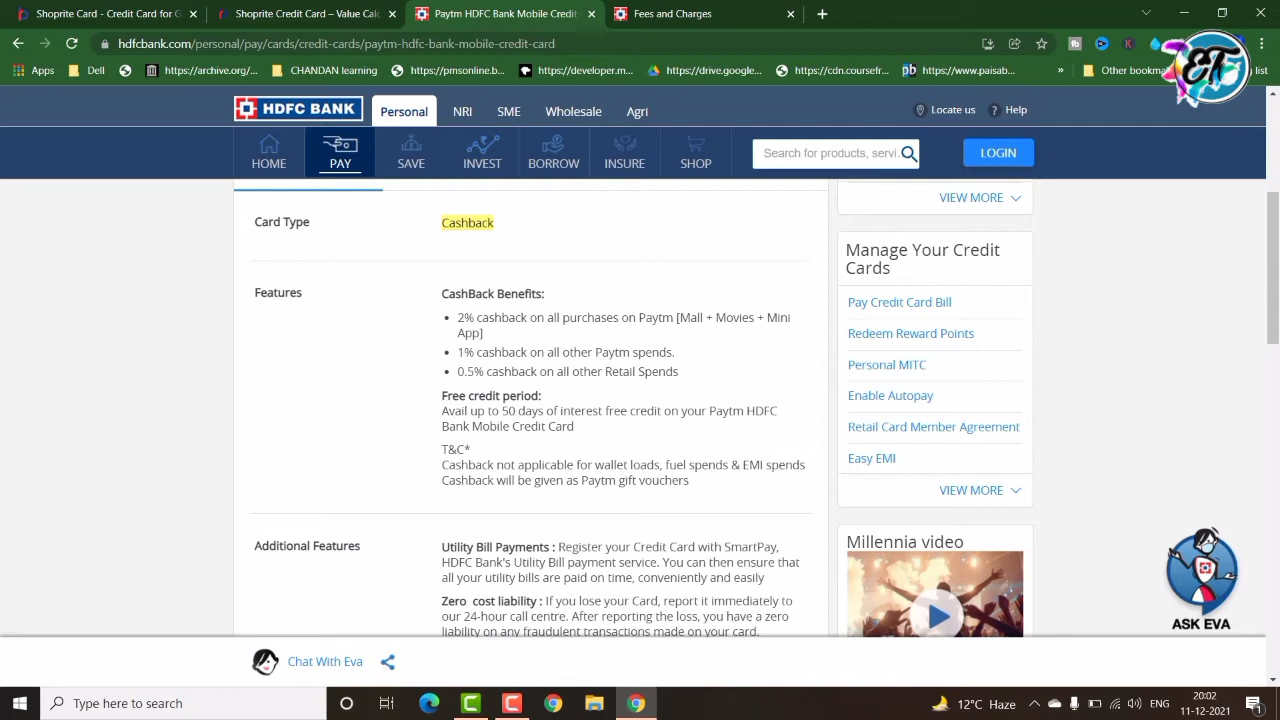 Shoprite - Credit Card for G
Shoprite Credit Card - Value Ca
Paytm HDFC Bank Mobile Credit
Fees and Charges
hdfcbank.com/personal/pay/cards/credit-cards/paytm-hdfc-bank-mobile-credit-card
Apps
Dell
https://archive.org/...
CHANDAN learning
https://pmsonline.b...
https://developer.m...
https://drive.google...
https://cdn.coursefr...
https://www.paisab...
»
Other bookmarks
ET
HDFC BANK
Personal
NRI
SME
Wholesale
Agri
Locate us
Help
HOME
PAY
SAVE
INVEST
BORROW
INSURE
SHOP
Search for products, servi..
LOGIN
VIEW MORE
Card Type
Cashback
Features
CashBack Benefits:
• 2% cashback on all purchases on Paytm [Mall + Movies + Mini
App]
• 1% cashback on all other Paytm spends.
• 0.5% cashback on all other Retail Spends
Free credit period:
Avail up to 50 days of interest free credit on your Paytm HDFC
Bank Mobile Credit Card
T&C*
Cashback not applicable for wallet loads, fuel spends & EMI spends
Cashback will be given as Paytm gift vouchers
Additional Features
Utility Bill Payments : Register your Credit Card with SmartPay,
HDFC Bank's Utility Bill payment service. You can then ensure that
all your utility bills are paid on time, conveniently and easily
Zero cost liability : If you lose your Card, report it immediately to
our 24-hour call centre. After reporting the loss, you have a zero
liability on any fraudulent transactions made on your card.
Manage Your Credit
Cards
Pay Credit Card Bill
Redeem Reward Points
Personal MITC
Enable Autopay
Retail Card Member Agreement
Easy EMI
VIEW MORE
Millennia video
ASK EVA
Chat With Eva
Type here to search
12°C Haze
20:02
11-12-2021